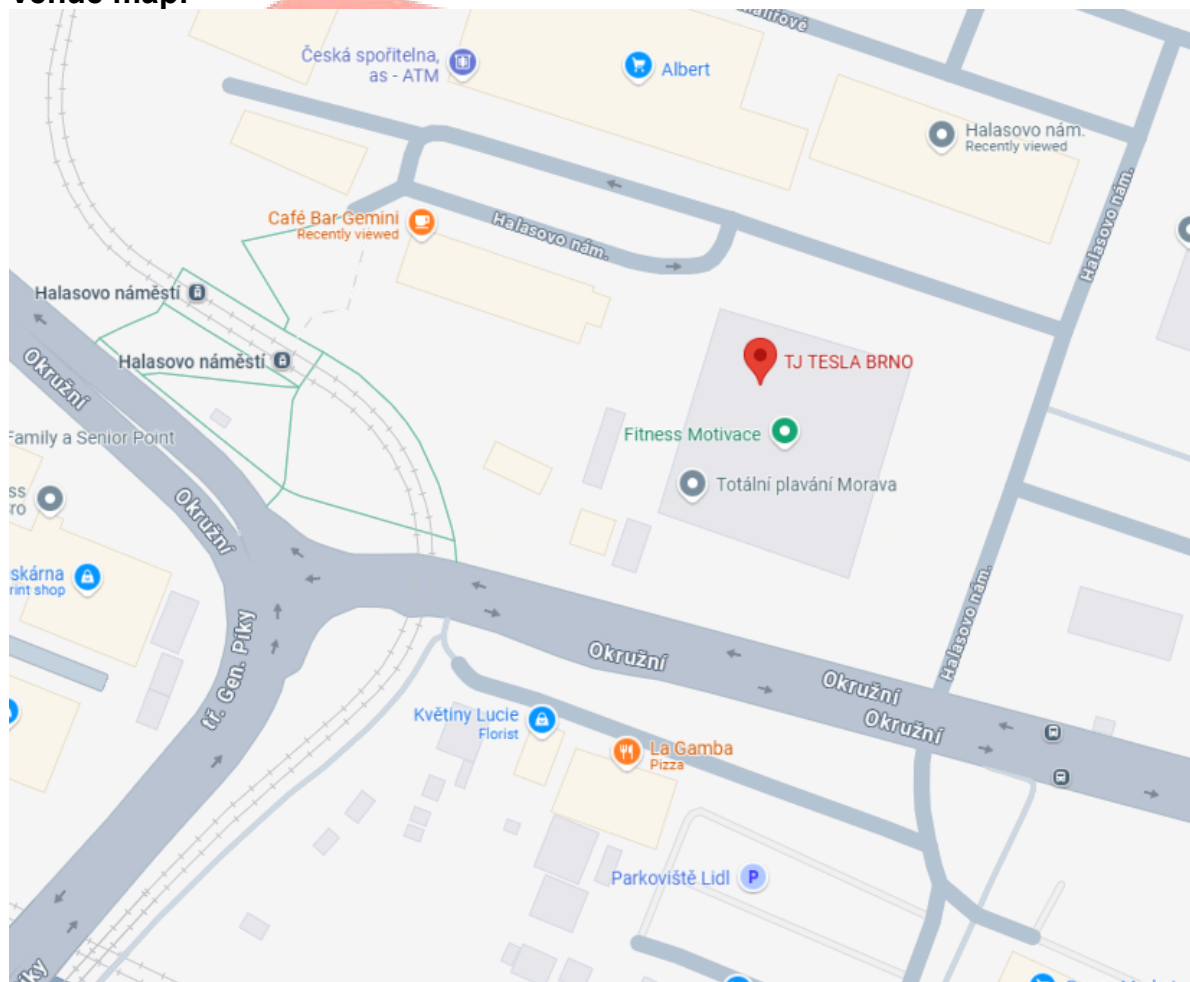 Venue map:
Česká spořitelna,
as - ATM
Albert
Halasovo nám.
Recently viewed
Halasovo nám.
Café Bar Gemini
Recently viewed
Halasovo nám.
Halasovo náměstí
Halasovo náměstí
TJ TESLA BRNO
Okružní
Fitness Motivace
Family a Senior Point
Totální plavání Morava
Okružní
Halasovo nám.
tř. Gen. Píky
Okružní
Okružní
Okružní
Květiny Lucie
Florist
La Gamba
Pizza
Parkoviště Lidl
P